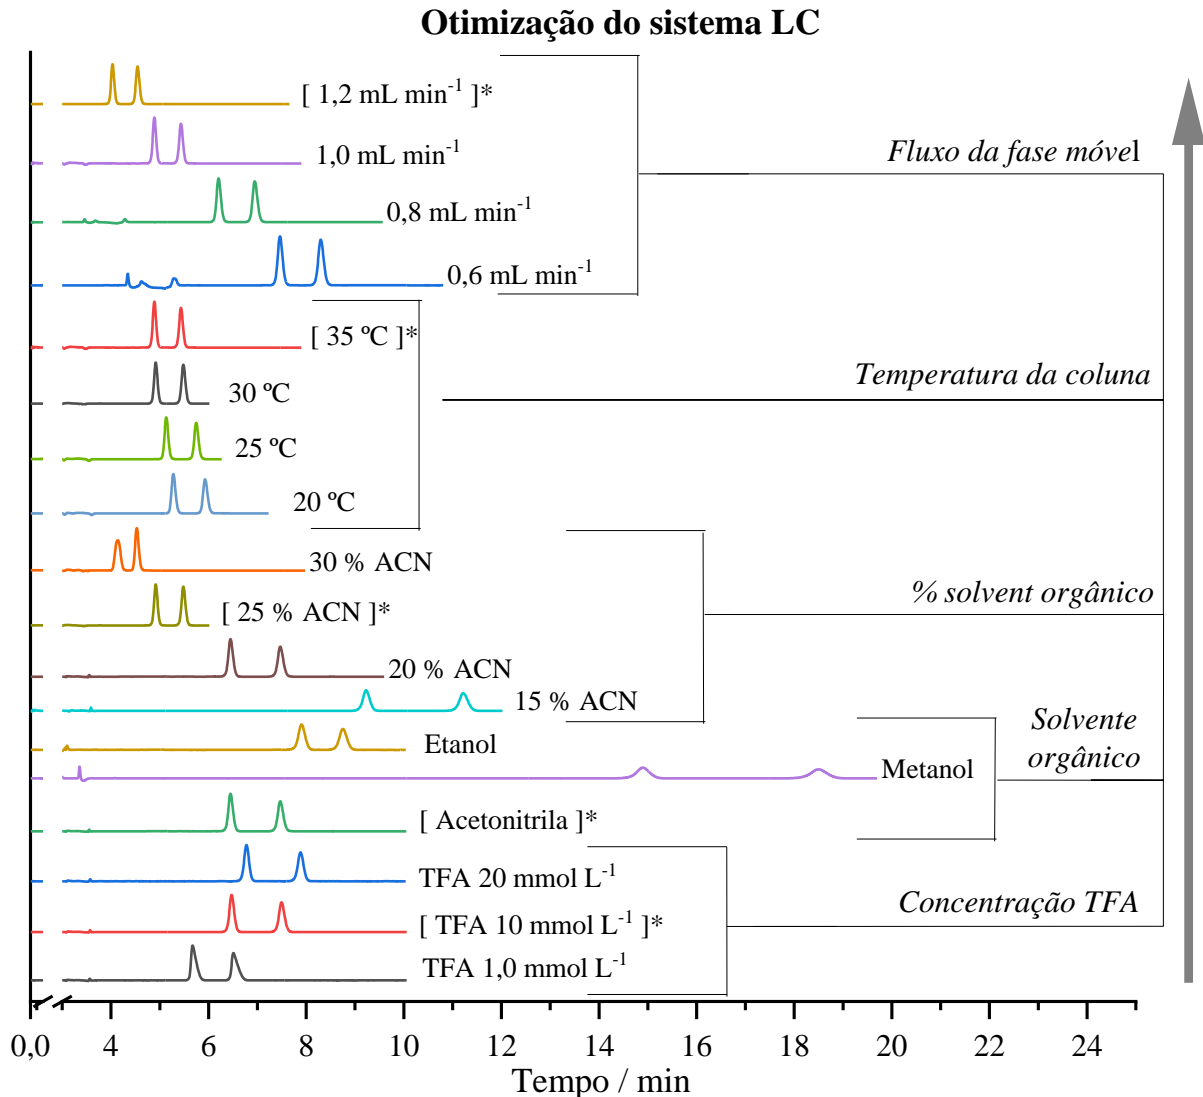 Otimização do sistema LC
[ 1,2 mL min⁻¹ ]*
1,0 mL min⁻¹
0,8 mL min⁻¹
0,6 mL min⁻¹
Fluxo da fase móvel
[ 35 ºC ]*
30 ºC
25 ºC
20 ºC
Temperatura da coluna
30 % ACN
[ 25 % ACN ]*
20 % ACN
15 % ACN
% solvent orgânico
Etanol
Metanol
[ Acetonitrila ]*
Solvente
orgânico
TFA 20 mmol L⁻¹
[ TFA 10 mmol L⁻¹ ]*
TFA 1,0 mmol L⁻¹
Concentração TFA
0,0 4 6 8 10 12 14 16 18 20 22 24
Tempo / min